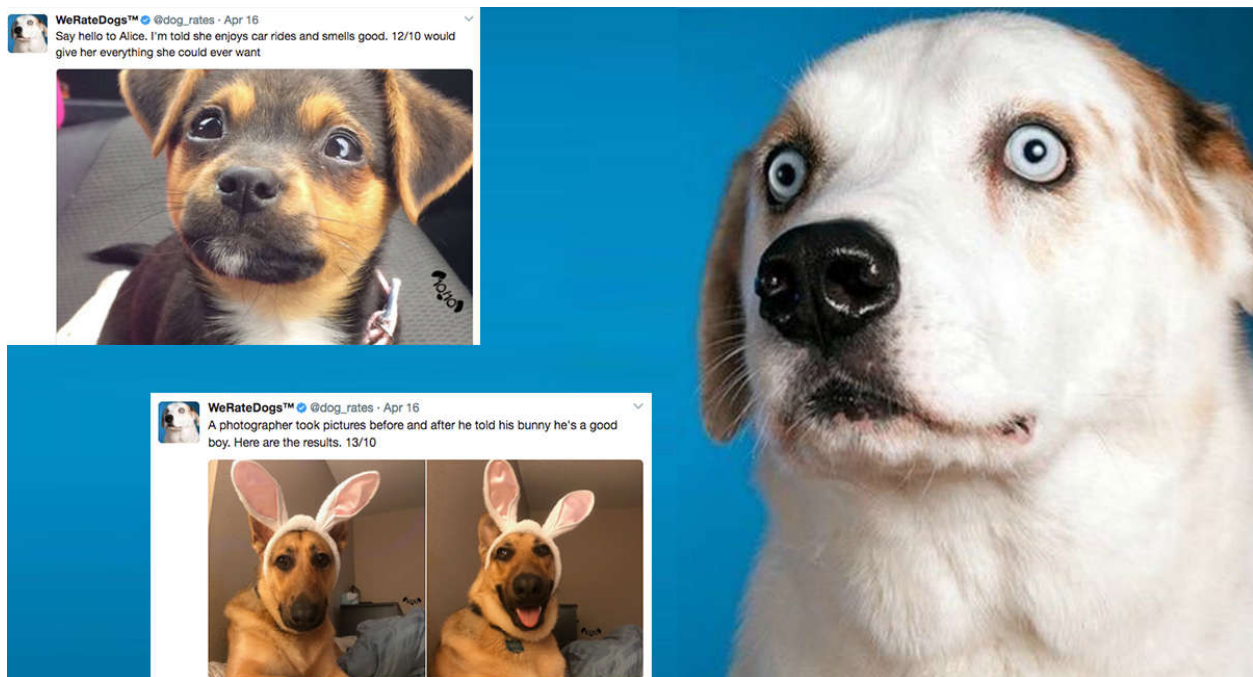 WeRateDogs™ @dog_rates · Apr 16
Say hello to Alice. I'm told she enjoys car rides and smells good. 12/10 would
give her everything she could ever want
WeRateDogs™ @dog_rates · Apr 16
A photographer took pictures before and after he told his bunny he's a good
boy. Here are the results. 13/10